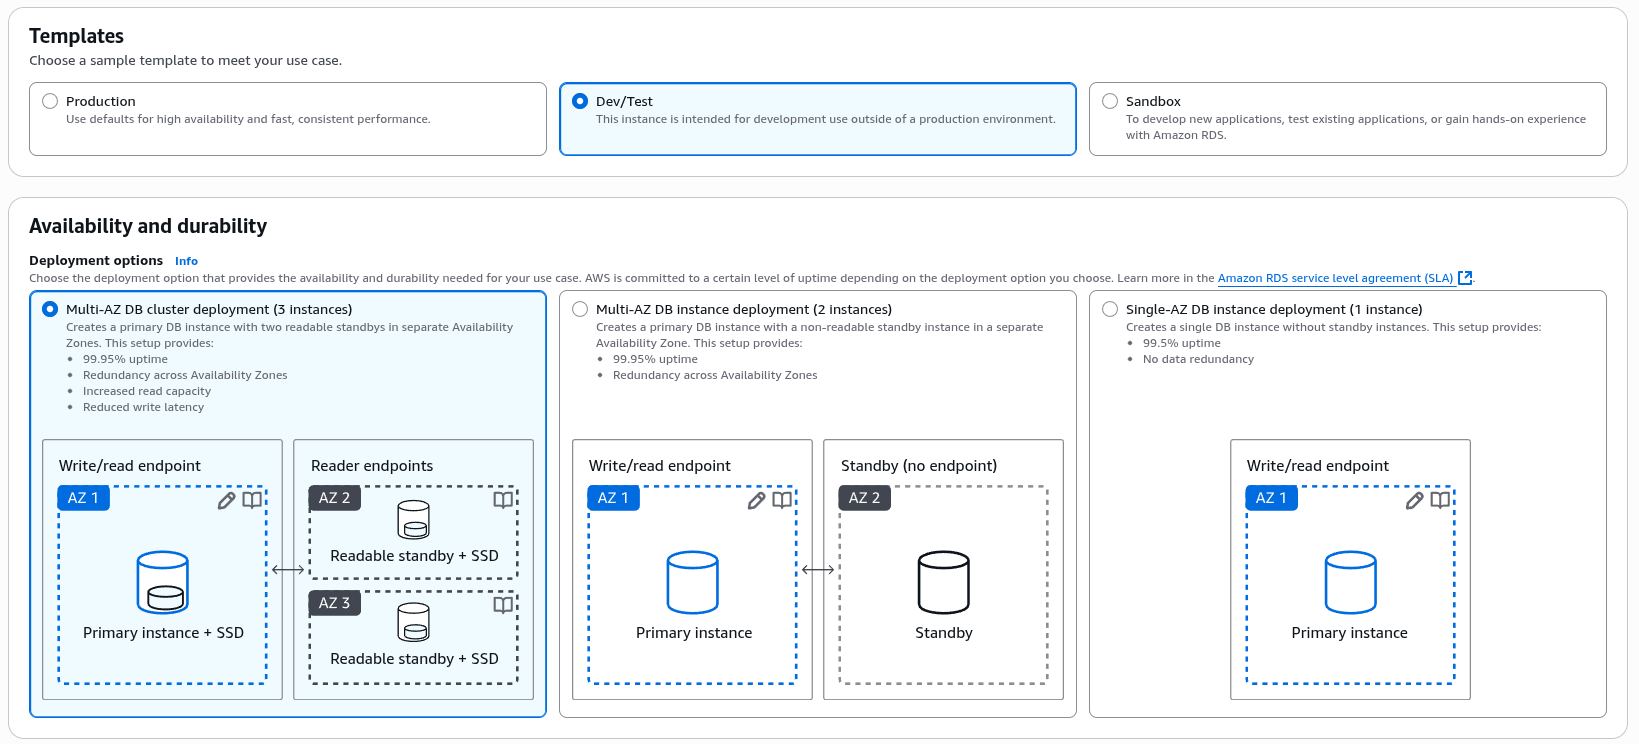 Templates
Choose a sample template to meet your use case.
Production
Use defaults for high availability and fast, consistent performance.
Dev/Test
This instance is intended for development use outside of a production environment.
Sandbox
To develop new applications, test existing applications, or gain hands-on experience
with Amazon RDS.
Availability and durability
Deployment options Info
Choose the deployment option that provides the availability and durability needed for your use case. AWS is committed to a certain level of uptime depending on the deployment option you choose. Learn more in the Amazon RDS service level agreement (SLA).
Multi-AZ DB cluster deployment (3 instances)
Creates a primary DB instance with two readable standbys in separate Availability
Zones. This setup provides:
• 99.95% uptime
• Redundancy across Availability Zones
• Increased read capacity
• Reduced write latency
Write/read endpoint
AZ 1
Primary instance + SSD
Reader endpoints
AZ 2
Readable standby + SSD
AZ 3
Readable standby + SSD
Multi-AZ DB instance deployment (2 instances)
Creates a primary DB instance with a non-readable standby instance in a separate
Availability Zone. This setup provides:
• 99.95% uptime
• Redundancy across Availability Zones
Write/read endpoint
AZ 1
Primary instance
Standby (no endpoint)
AZ 2
Standby
Single-AZ DB instance deployment (1 instance)
Creates a single DB instance without standby instances. This setup provides:
• 99.5% uptime
• No data redundancy
Write/read endpoint
AZ 1
Primary instance